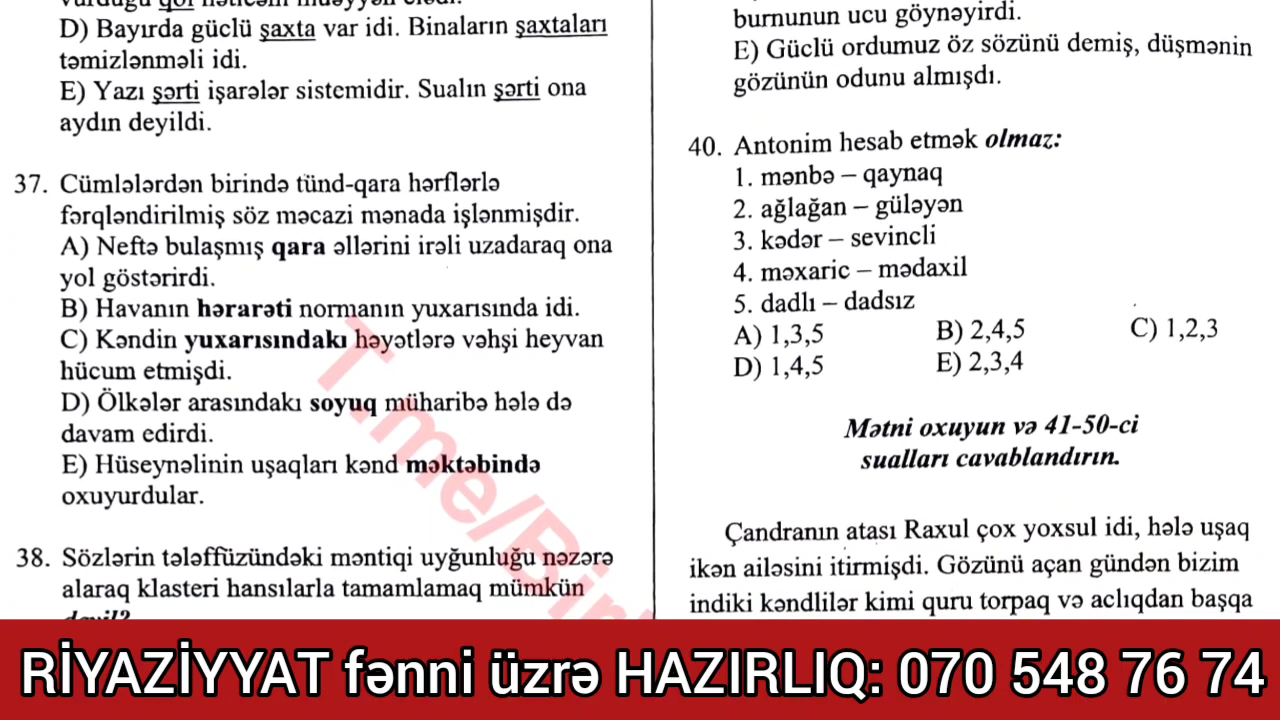 D) Bayırda güclü şaxta var idi. Binaların şaxtaları
təmizlənməli idi.
E) Yazı şərti işarələr sistemidir. Sualın şərti ona
aydın deyildi.
37. Cümlələrdən birində tünd-qara hərflərlə
fərqləndirilmiş söz məcazi mənada işlənmişdir.
A) Neftə bulaşmış qara əllərini irəli uzadaraq ona
yol göstərirdi.
B) Havanın hərarəti normanın yuxarısında idi.
C) Kəndin yuxarısındakı həyətlərə vəhşi heyvan
hücum etmişdi.
D) Ölkələr arasındakı soyuq müharibə hələ də
davam edirdi.
E) Hüseynəlinin uşaqları kənd məktəbində
oxuyurdular.
38. Sözlərin tələffüzündəki məntiqi uyğunluğu nəzərə
alaraq klasteri hansılarla tamamlamaq mümkün
burnunun ucu göynəyirdi.
E) Güclü ordumuz öz sözünü demiş, düşmənin
gözünün odunu almışdı.
40. Antonim hesab etmək olmaz:
1. mənbə – qaynaq
2. ağlağan – güləyən
3. kədər – sevincli
4. məxaric – mədaxil
5. dadlı – dadsız
A) 1,3,5 B) 2,4,5 C) 1,2,3
D) 1,4,5 E) 2,3,4
Mətni oxuyun və 41-50-ci
sualları cavablandırın.
Çandranın atası Raxul çox yoxsul idi, hələ uşaq
ikən ailəsini itirmişdi. Gözünü açan gündən bizim
indiki kəndlilər kimi quru torpaq və aclıqdan başqa
T.me/Biri
RİYAZİYYAT fənni üzrə HAZIRLIQ: 070 548 76 74